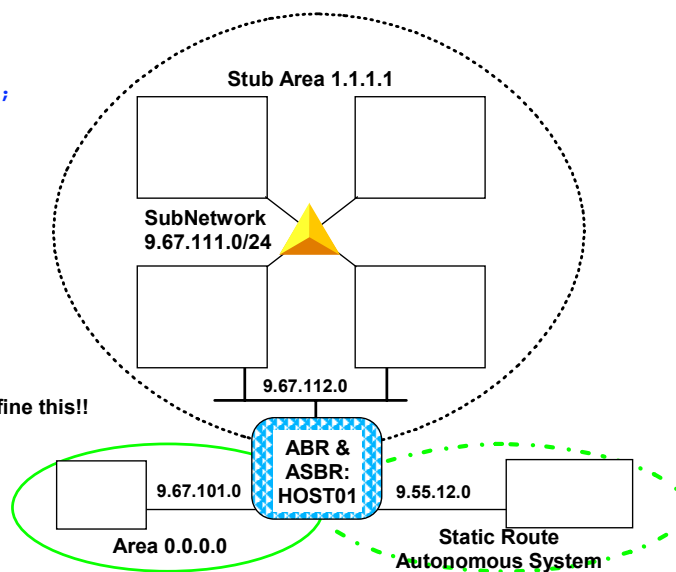 Stub Area 1.1.1.1
;
SubNetwork
9.67.111.0/24
9.67.112.0
fine this!!
ABR &
ASBR:
HOST01
9.67.101.0
9.55.12.0
Area 0.0.0.0
Static Route
Autonomous System